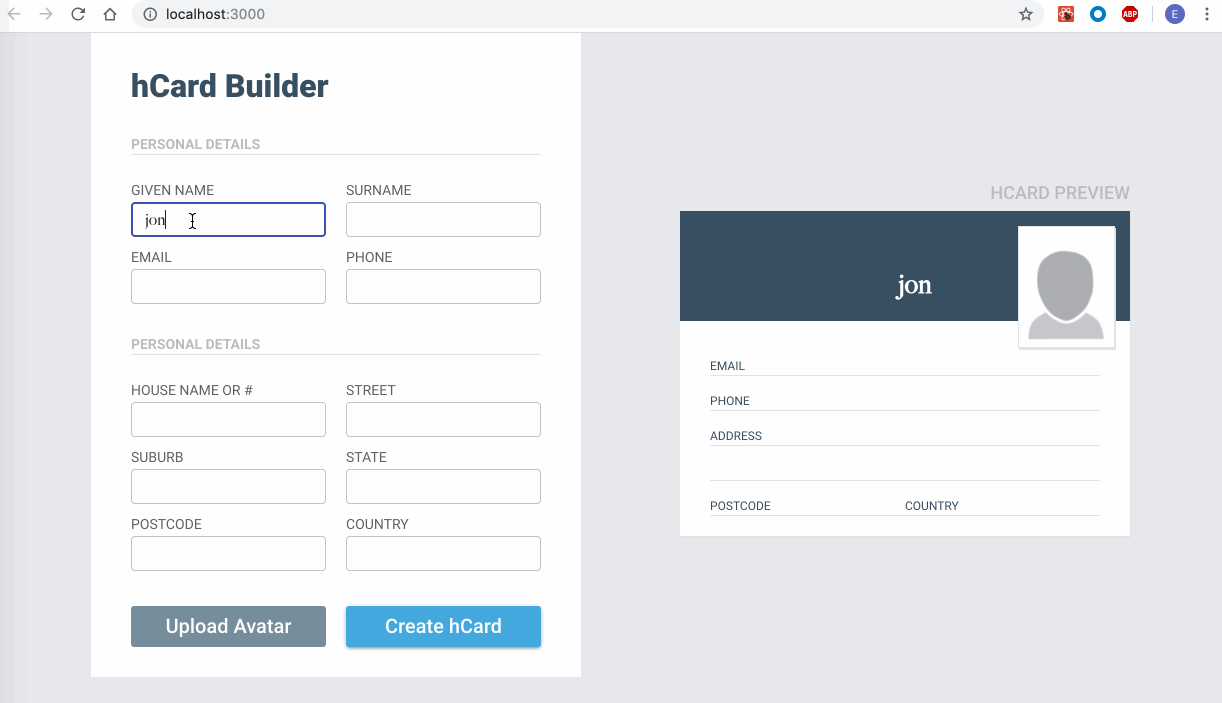 localhost:3000
ABP
E
hCard Builder
PERSONAL DETAILS
GIVEN NAME SURNAME
jon
EMAIL PHONE
PERSONAL DETAILS
HOUSE NAME OR # STREET
SUBURB STATE
POSTCODE COUNTRY
Upload Avatar Create hCard
HCARD PREVIEW
jon
EMAIL
PHONE
ADDRESS
POSTCODE COUNTRY